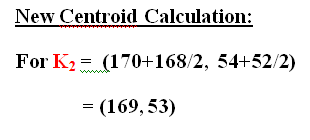 New Centroid Calculation:
For K₂ = (170+168/2, 54+52/2)
= (169, 53)